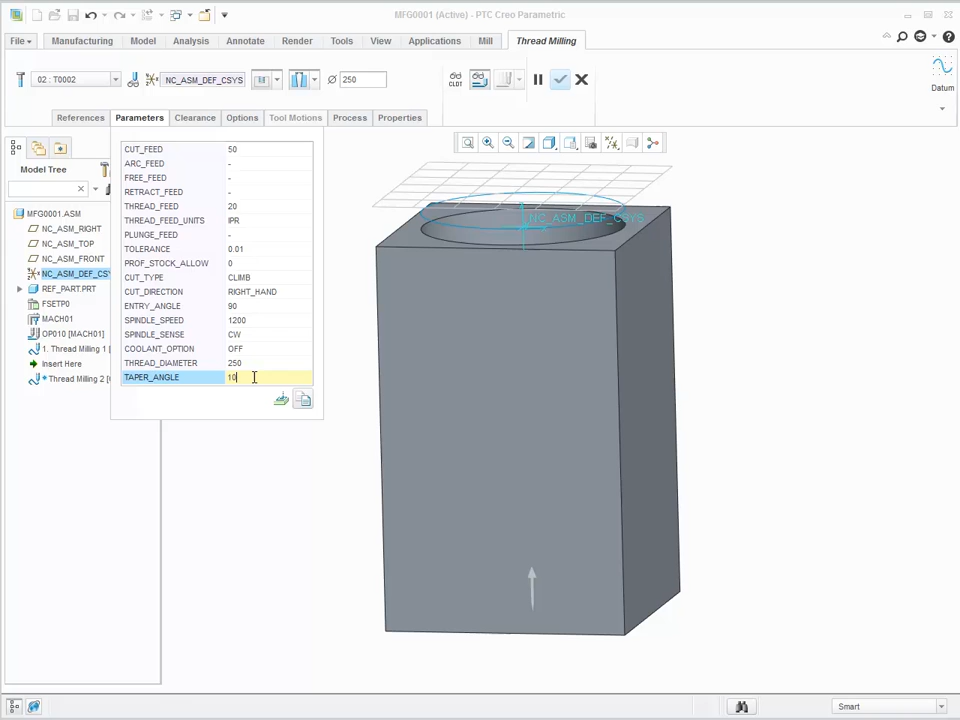 MFG0001 (Active) - PTC Creo Parametric
File
Manufacturing
Model
Analysis
Annotate
Render
Tools
View
Applications
Mill
Thread Milling
02 : T0002
NC_ASM_DEF_CSYS
250
CLDT
Datum
References
Parameters
Clearance
Options
Tool Motions
Process
Properties
Model Tree
MFG0001.ASM
NC_ASM_RIGHT
NC_ASM_TOP
NC_ASM_FRONT
NC_ASM_DEF_CSY
REF_PART.PRT
FSETP0
MACH01
OP010 [MACH01]
1. Thread Milling 1
Insert Here
Thread Milling 2
CUT_FEED 50
ARC_FEED -
FREE_FEED -
RETRACT_FEED -
THREAD_FEED 20
THREAD_FEED_UNITS IPR
PLUNGE_FEED -
TOLERANCE 0.01
PROF_STOCK_ALLOW 0
CUT_TYPE CLIMB
CUT_DIRECTION RIGHT_HAND
ENTRY_ANGLE 90
SPINDLE_SPEED 1200
SPINDLE_SENSE CW
COOLANT_OPTION OFF
THREAD_DIAMETER 250
TAPER_ANGLE 10
NC_ASM_DEF_CSYS
Smart